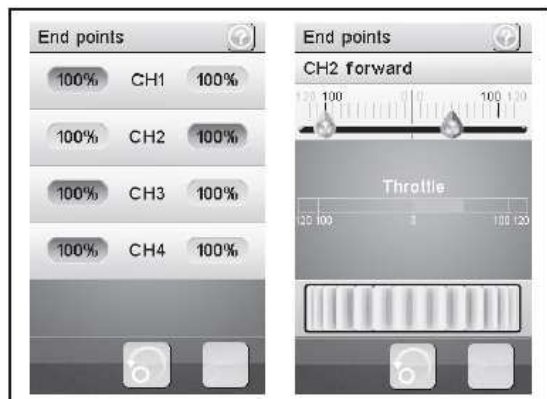 End points
?
100% CH1 100%
100% CH2 100%
100% CH3 100%
100% CH4 100%
End points
?
CH2 forward
120 100 0 0 100 120
Throttle
120 100 0 100 120